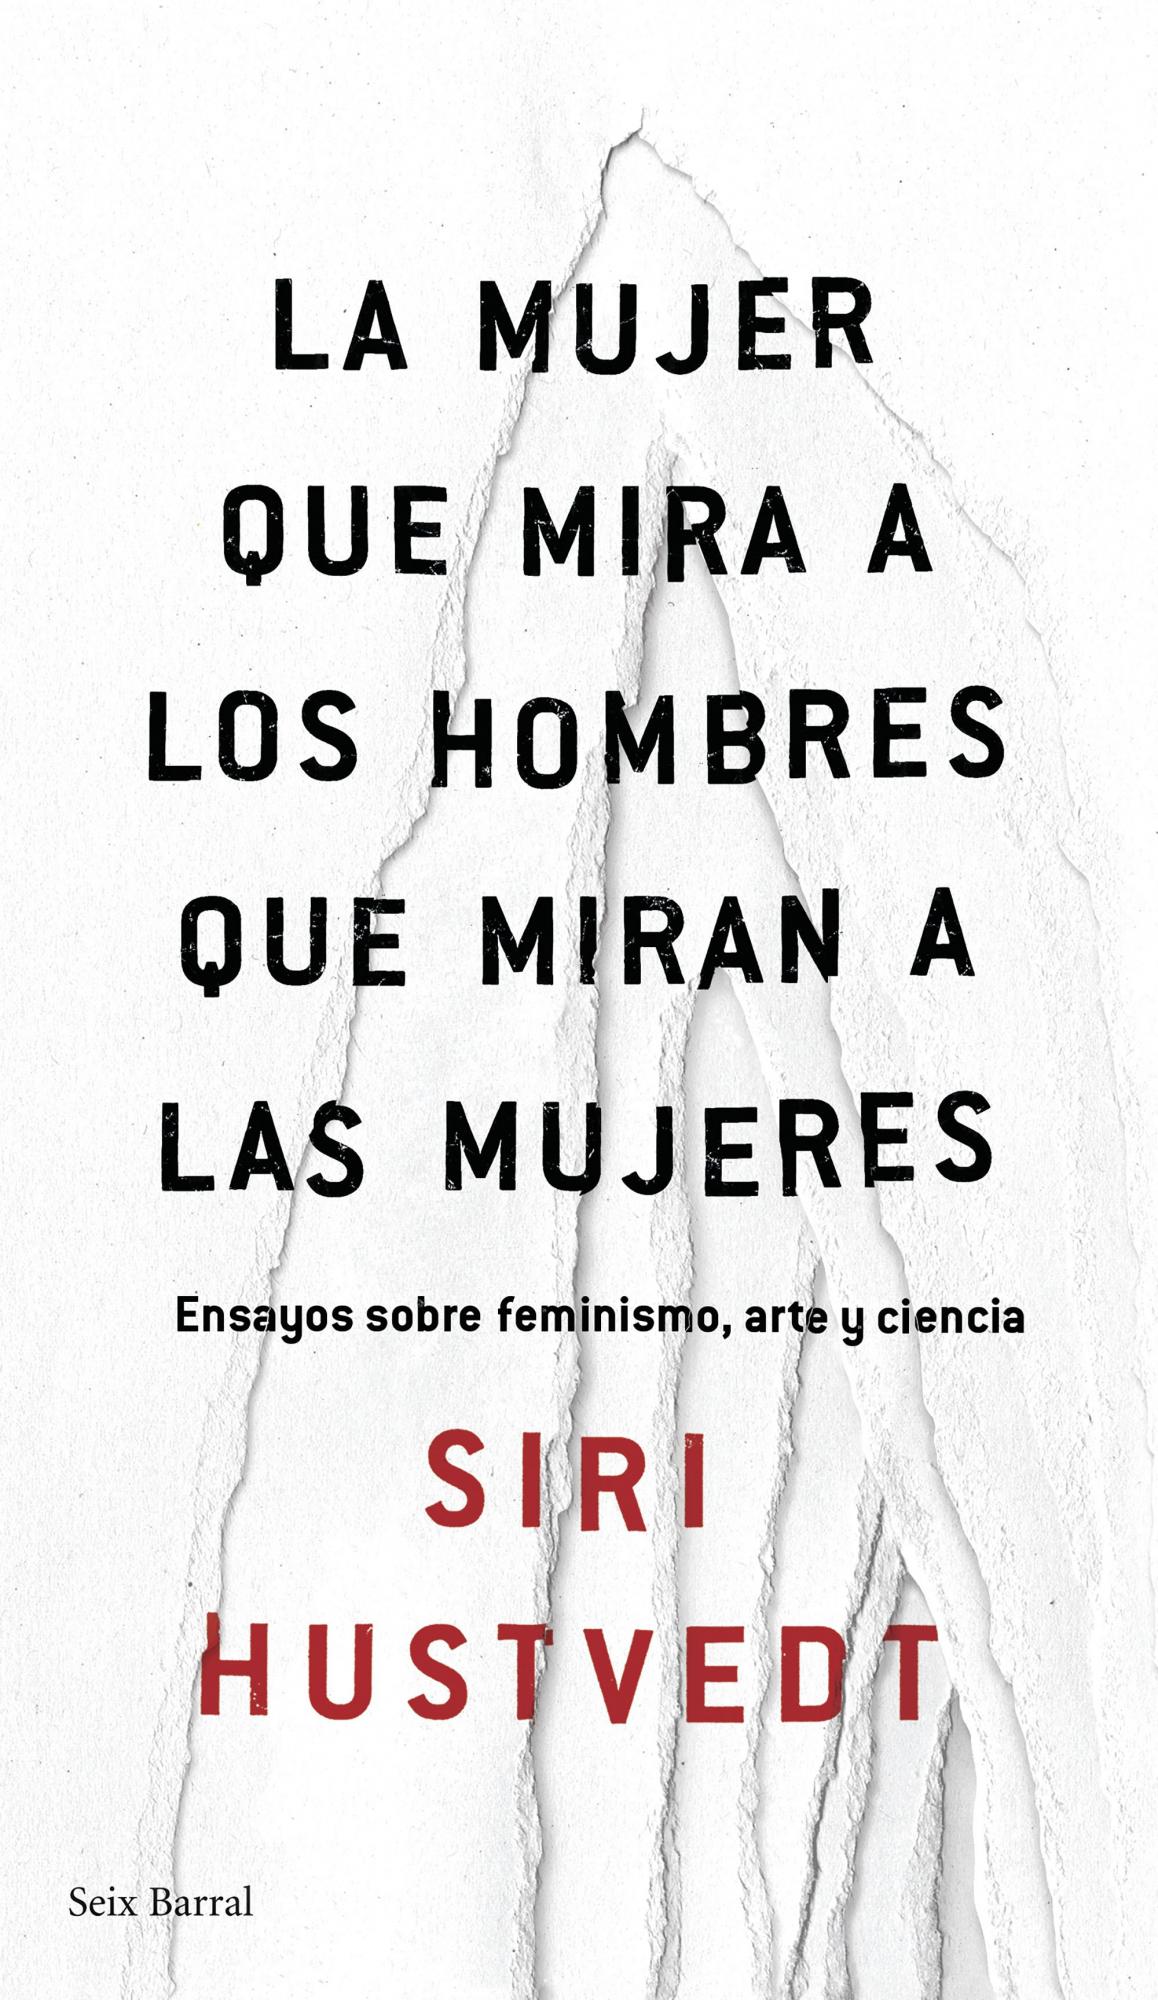 LA MUJER
QUE MIRA A
LOS HOMBRES
QUE MIRAN A
LAS MUJERES
Ensayos sobre feminismo, arte y ciencia
SIRI
HUSTVEDT
Seix Barral